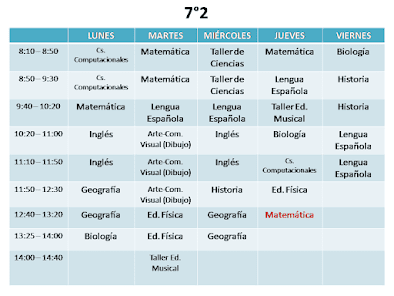 7°2
LUNES MARTES MIÉRCOLES JUEVES VIERNES
8:10 – 8:50 Cs. Computacionales Matemática Taller de Ciencias Matemática Biología
8:50 – 9:30 Cs. Computacionales Matemática Taller de Ciencias Lengua Española Historia
9:40 – 10:20 Matemática Lengua Española Lengua Española Taller Ed. Musical Historia
10:20 – 11:00 Inglés Arte-Com. Visual (Dibujo) Inglés Biología Lengua Española
11:10 – 11:50 Inglés Arte-Com. Visual (Dibujo) Inglés Cs. Computacionales Lengua Española
11:50 – 12:30 Geografía Arte-Com. Visual (Dibujo) Historia Ed. Física
12:40 – 13:20 Geografía Ed. Física Geografía Matemática
13:25 – 14:00 Biología Ed. Física Geografía
14:00 – 14:40 Taller Ed. Musical